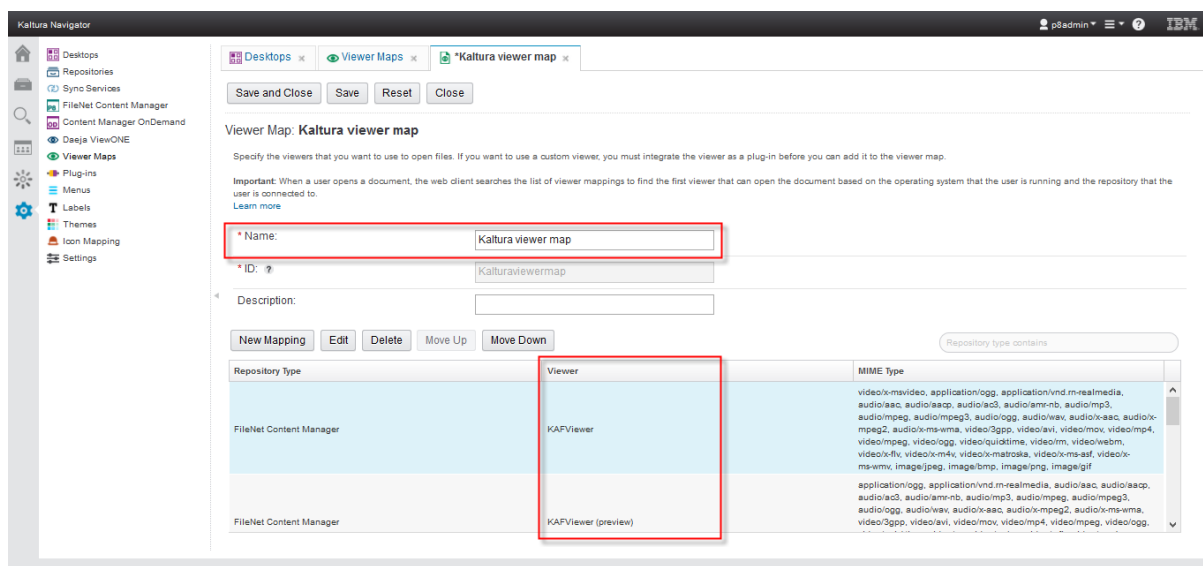 Kaltura Navigator
p8admin
IBM
Desktops
Repositories
Sync Services
FileNet Content Manager
Content Manager OnDemand
Daeja ViewONE
Viewer Maps
Plug-ins
Menus
Labels
Themes
Icon Mapping
Settings
Desktops x
Viewer Maps x
*Kaltura viewer map x
Save and Close
Save
Reset
Close
Viewer Map: Kaltura viewer map
Specify the viewers that you want to use to open files. If you want to use a custom viewer, you must integrate the viewer as a plug-in before you can add it to the viewer map.
Important: When a user opens a document, the web client searches the list of viewer mappings to find the first viewer that can open the document based on the operating system that the user is running and the repository that the
user is connected to.
Learn more
* Name:
Kaltura viewer map
* ID: ?
Kalturaviewermap
Description:
New Mapping
Edit
Delete
Move Up
Move Down
Repository type contains
Repository Type
Viewer
MIME Type
FileNet Content Manager
KAFViewer
video/x-msvideo, application/ogg, application/vnd.rn-realmedia,
audio/aac, audio/aacp, audio/ac3, audio/amr-nb, audio/mp3,
audio/mpeg, audio/mpeg3, audio/ogg, audio/wav, audio/x-aac, audio/x-
mpeg2, audio/x-ms-wma, video/3gpp, video/avi, video/mov, video/mp4,
video/mpeg, video/ogg, video/quicktime, video/rm, video/webm,
video/x-flv, video/x-m4v, video/x-matroska, video/x-ms-asf, video/x-
ms-wmv, image/jpeg, image/bmp, image/png, image/gif
FileNet Content Manager
KAFViewer (preview)
application/ogg, application/vnd.rn-realmedia, audio/aac, audio/aacp,
audio/ac3, audio/amr-nb, audio/mp3, audio/mpeg, audio/mpeg3,
audio/ogg, audio/wav, audio/x-aac, audio/x-mpeg2, audio/x-ms-wma,
video/3gpp, video/avi, video/mov, video/mp4, video/mpeg, video/ogg,